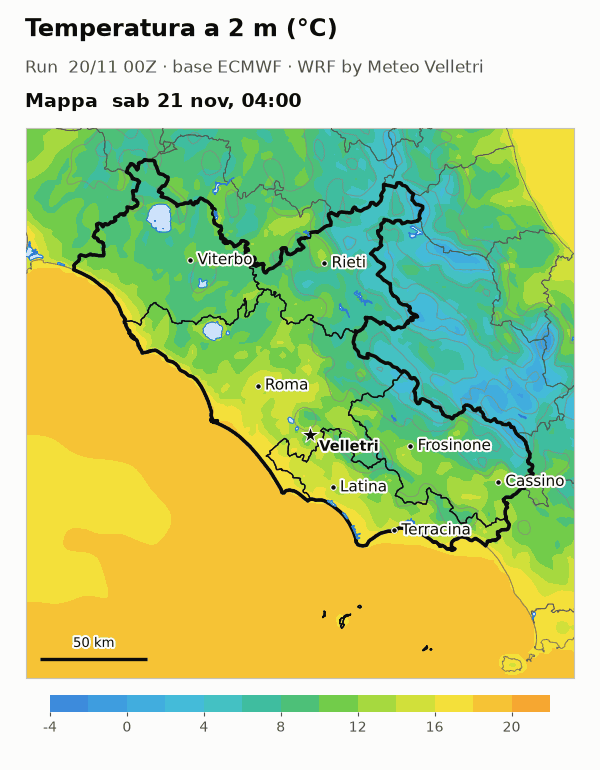 Temperatura a 2 m (°C)
Run  20/11 00Z · base ECMWF · WRF by Meteo Velletri
Mappa  sab 21 nov, 04:00
Viterbo
Rieti
Roma
Velletri
Frosinone
Latina
Cassino
Terracina
50 km
-4 0 4 8 12 16 20